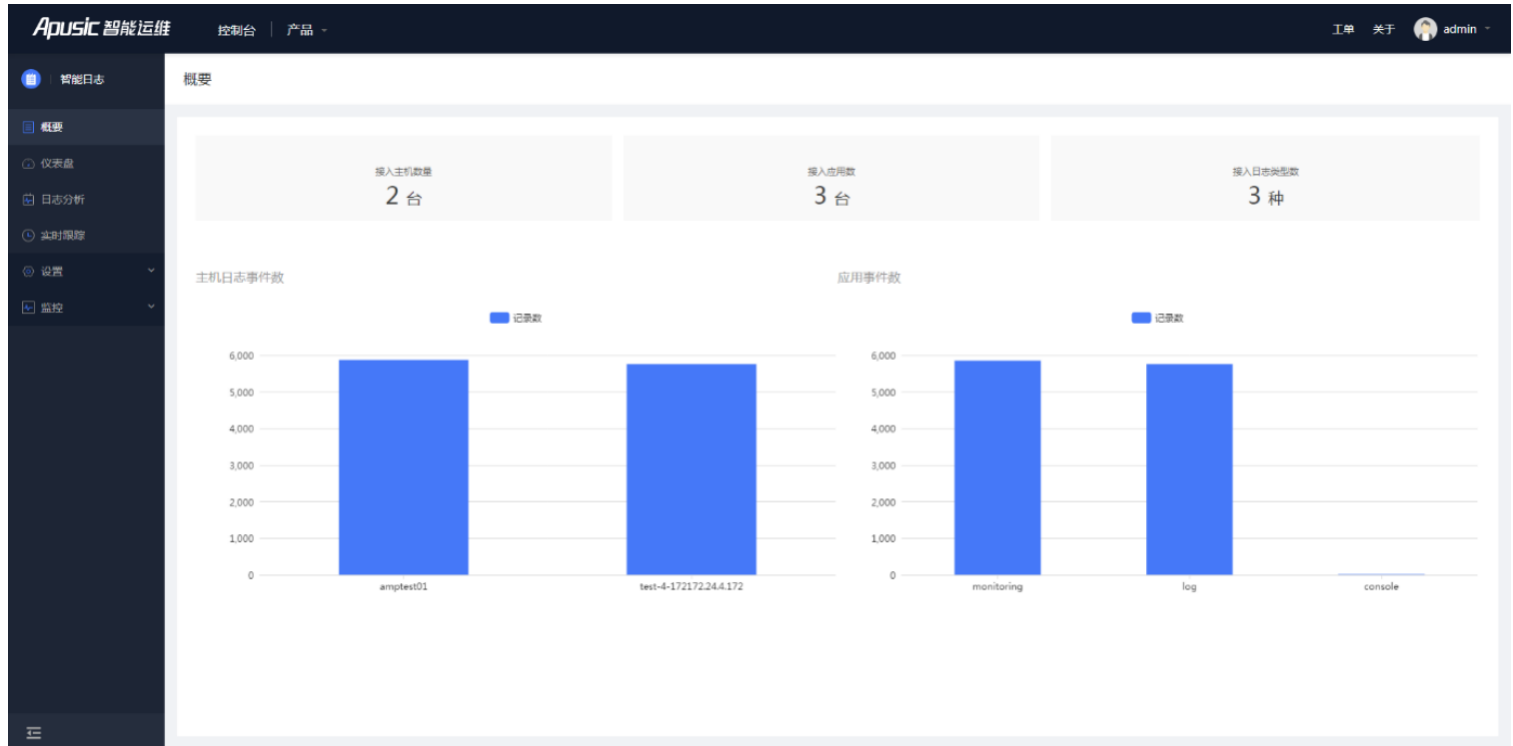 Apusic 智能运维 控制台 产品 工单 关于 admin
智能日志
概要
概要
仪表盘
日志分析
实时跟踪
设置
监控
接入主机数量
2 台
接入应用数
3 台
接入日志类型数
3 种
主机日志事件数
记录数
6,000
5,000
4,000
3,000
2,000
1,000
0
amptest01 test-4-172172.24.4.172
应用事件数
记录数
6,000
5,000
4,000
3,000
2,000
1,000
0
monitoring log console